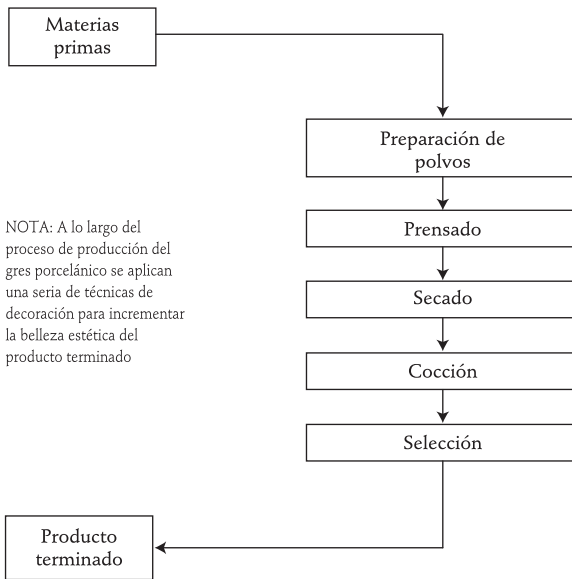 Materias
primas
Preparación de
polvos
NOTA: A lo largo del
proceso de producción del
gres porcelánico se aplican
una seria de técnicas de
decoración para incrementar
la belleza estética del
producto terminado
Prensado
Secado
Cocción
Selección
Producto
terminado